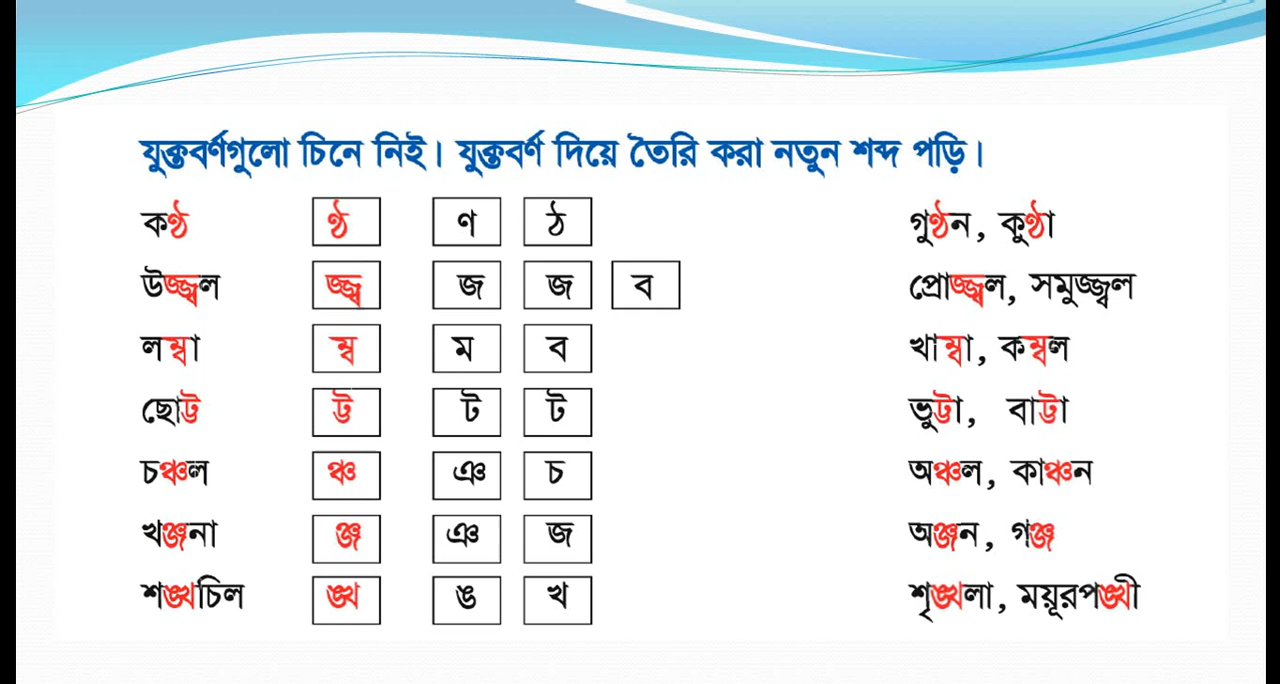 যুক্তবর্ণগুলো চিনে নিই। যুক্তবর্ণ দিয়ে তৈরি করা নতুন শব্দ পড়ি।
কণ্ঠ ণ্ঠ ণ ঠ গুণ্ঠন, কুণ্ঠা
উজ্জ্বল জ্জ্ব জ জ ব প্রোজ্জ্বল, সমুজ্জ্বল
লম্বা ম্ব ম ব খাম্বা, কম্বল
ছোট্ট ট্ট ট ট ভুট্টা, বাট্টা
চঞ্চল ঞ্চ ঞ চ অঞ্চল, কাঞ্চন
খঞ্জনা ঞ্জ ঞ জ অঞ্জন, গঞ্জ
শঙ্খচিল ঙ্খ ঙ খ শৃঙ্খলা, ময়ূরপঙ্খী